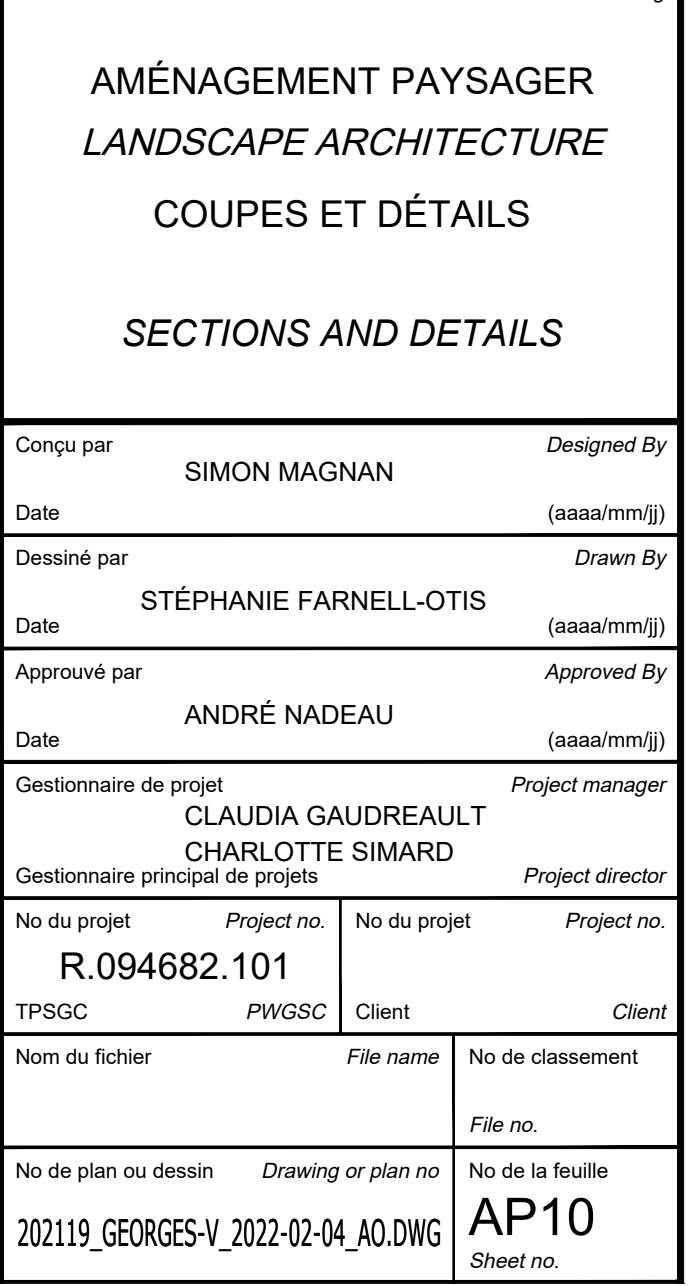 AMÉNAGEMENT PAYSAGER
LANDSCAPE ARCHITECTURE
COUPES ET DÉTAILS
SECTIONS AND DETAILS
Conçu par Designed By
SIMON MAGNAN
Date (aaaa/mm/jj)
Dessiné par Drawn By
STÉPHANIE FARNELL-OTIS
Date (aaaa/mm/jj)
Approuvé par Approved By
ANDRÉ NADEAU
Date (aaaa/mm/jj)
Gestionnaire de projet Project manager
CLAUDIA GAUDREAULT
CHARLOTTE SIMARD
Gestionnaire principal de projets Project director
No du projet Project no.
R.094682.101
TPSGC PWGSC
No du projet Project no.
Client Client
Nom du fichier File name
No de classement
File no.
No de plan ou dessin Drawing or plan no
202119_GEORGES-V_2022-02-04_AO.DWG
No de la feuille
AP10
Sheet no.